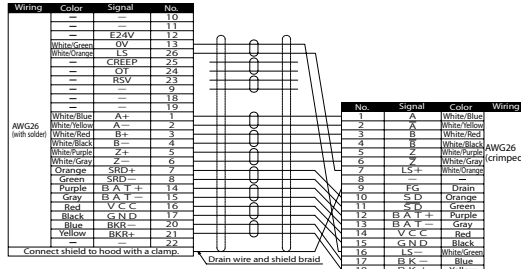 Wiring Color Signal No.
— — 10
— — 11
— E24V 12
White/Green 0V 13
White/Orange LS 26
— CREEP 25
— OT 24
— RSV 23
— — 9
— — 18
— — 19
White/Blue A+ 1
White/Yellow A— 2
White/Red B+ 3
White/Black B— 4
White/Purple Z+ 5
White/Gray Z— 6
Orange SRD+ 7
Green SRD— 8
Purple BAT+ 14
Gray BAT— 15
Red VCC 16
Black GND 17
Blue BKR— 20
Yellow BKR+ 21
— — 22
AWG26
(with solder)
Connect shield to hood with a clamp.
Drain wire and shield braid
No. Signal Color Wiring
1 A White/Blue
2 A̅ White/Yellow
3 B White/Red
4 B̅ White/Black
5 Z White/Purple
6 Z̅ White/Gray
7 LS+ White/Orange
8 — —
9 FG Drain
10 SD Orange
11 S̅D̅ Green
12 BAT+ Purple
13 BAT— Gray
14 VCC Red
15 GND Black
16 LS— White/Green
17 BK— Blue
AWG26